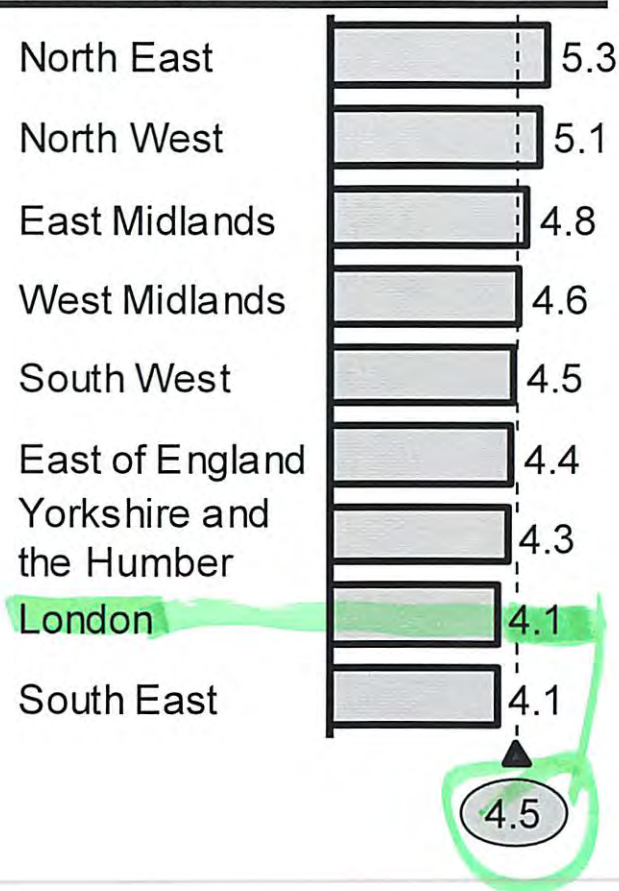 North East 5.3
North West 5.1
East Midlands 4.8
West Midlands 4.6
South West 4.5
East of England 4.4
Yorkshire and
the Humber 4.3
London 4.1
South East 4.1
4.5